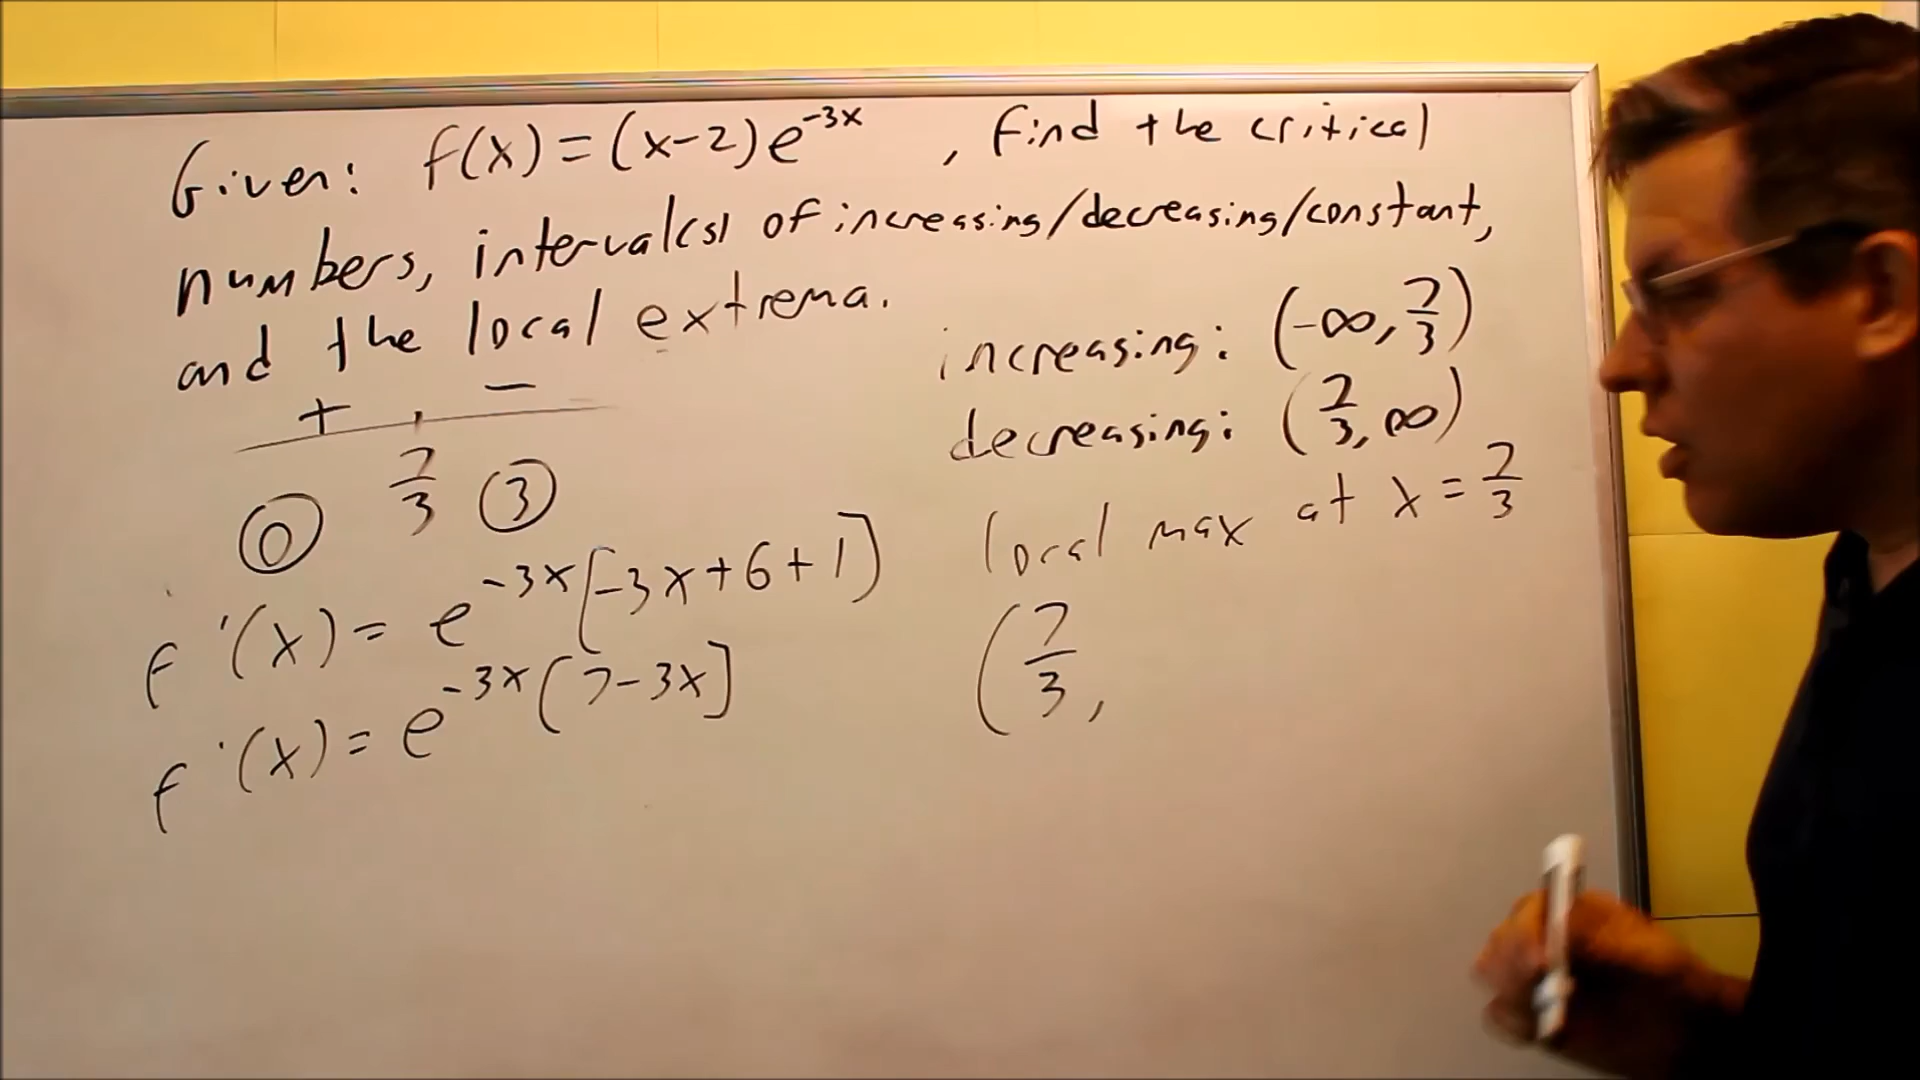 Given: f(x) = (x-2)e^-3x , find the critical
numbers, interval(s) of increasing/decreasing/constant,
and the local extrema.
+ -
7/3
0 3
f'(x) = e^-3x[-3x+6+1]
f'(x) = e^-3x[7-3x]
increasing: (-∞, 7/3)
decreasing: (7/3, ∞)
local max at x = 7/3
(7/3,